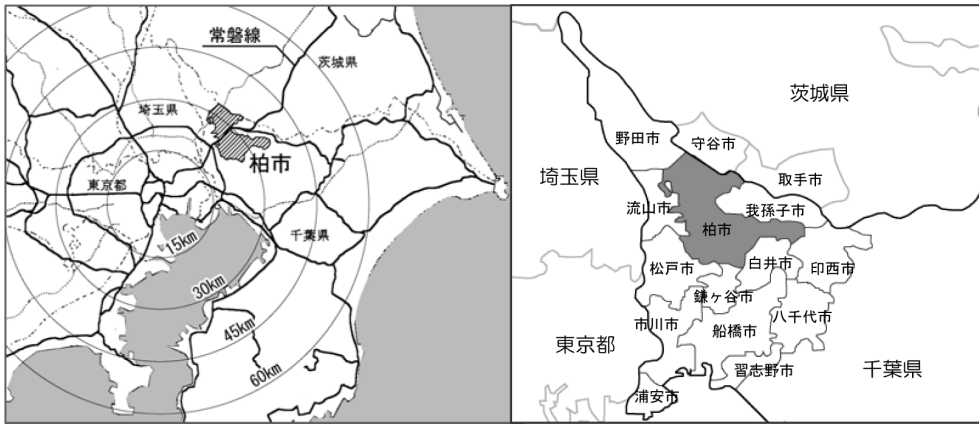 常磐線
茨城県
埼玉県
柏市
東京都
千葉県
15km
30km
45km
60km
茨城県
野田市
守谷市
埼玉県
取手市
流山市
我孫子市
柏市
松戸市
白井市
印西市
鎌ヶ谷市
市川市
船橋市
八千代市
東京都
習志野市
千葉県
浦安市